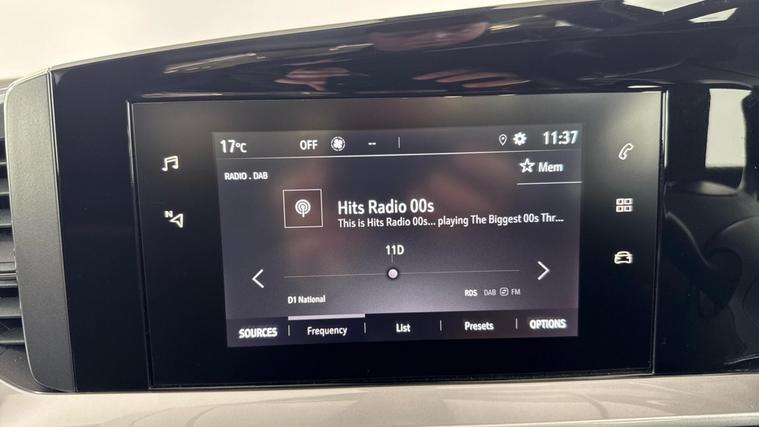 17°C OFF -- 11:37
RADIO . DAB
Mem
Hits Radio 00s
This is Hits Radio 00s... playing The Biggest 00s Thr...
11D
D1 National
RDS DAB FM
SOURCES Frequency List Presets OPTIONS
N